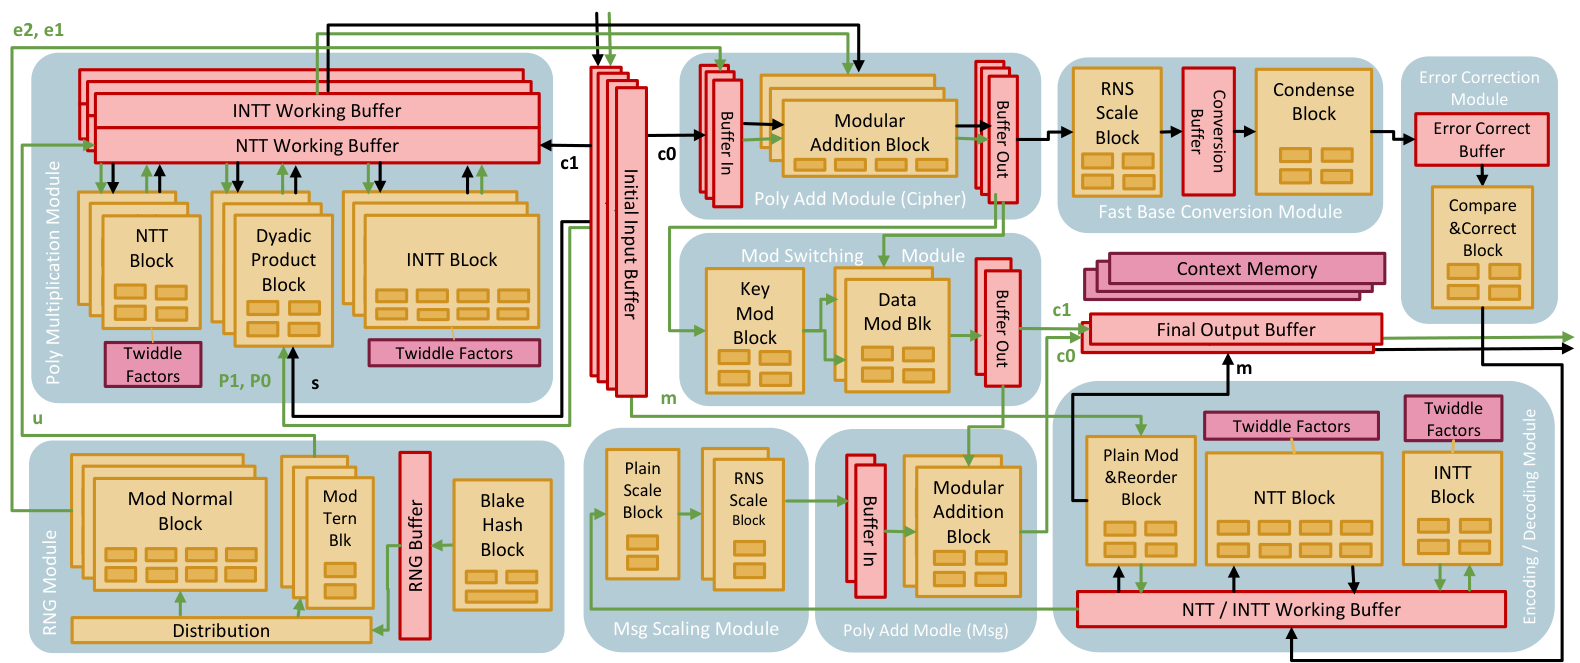 e2, e1
INTT Working Buffer
NTT Working Buffer
NTT
Block
Dyadic
Product
Block
INTT BLock
Twiddle
Factors
Twiddle Factors
P1, P0
s
Poly Multiplication Module
c1
c0
Initial Input Buffer
m
Buffer In
Modular
Addition Block
Buffer Out
Poly Add Module (Cipher)
RNS
Scale
Block
Conversion
Buffer
Condense
Block
Fast Base Conversion Module
Error Correction
Module
Error Correct
Buffer
Compare
&Correct
Block
Mod Switching Module
Key
Mod
Block
Data
Mod Blk
Buffer Out
c1
c0
Context Memory
Final Output Buffer
m
u
Mod Normal
Block
Mod
Tern
Blk
RNG Buffer
Blake
Hash
Block
Distribution
RNG Module
Plain
Scale
Block
RNS
Scale
Block
Msg Scaling Module
Buffer In
Modular
Addition
Block
Poly Add Modle (Msg)
Plain Mod
&Reorder
Block
Twiddle Factors
NTT Block
Twiddle
Factors
INTT
Block
NTT / INTT Working Buffer
Encoding / Decoding Module